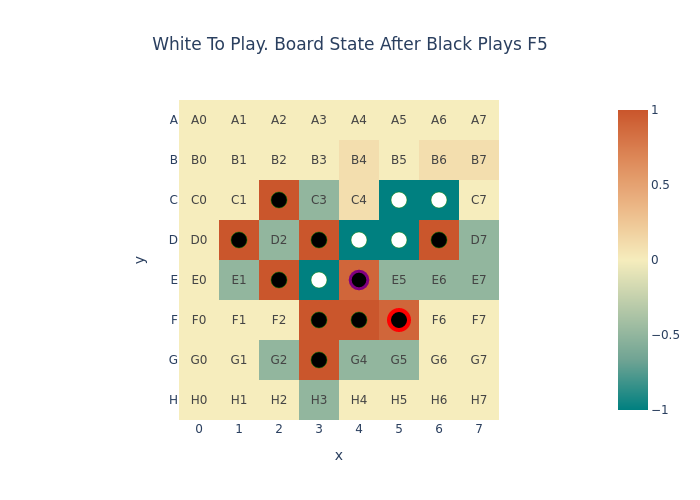 White To Play. Board State After Black Plays F5
A A0 A1 A2 A3 A4 A5 A6 A7
B B0 B1 B2 B3 B4 B5 B6 B7
C C0 C1 C3 C4 C7
D D0 D2 D7
E E0 E1 E5 E6 E7
F F0 F1 F2 F6 F7
G G0 G1 G2 G4 G5 G6 G7
H H0 H1 H2 H3 H4 H5 H6 H7
0 1 2 3 4 5 6 7
x
y
1
0.5
0
−0.5
−1